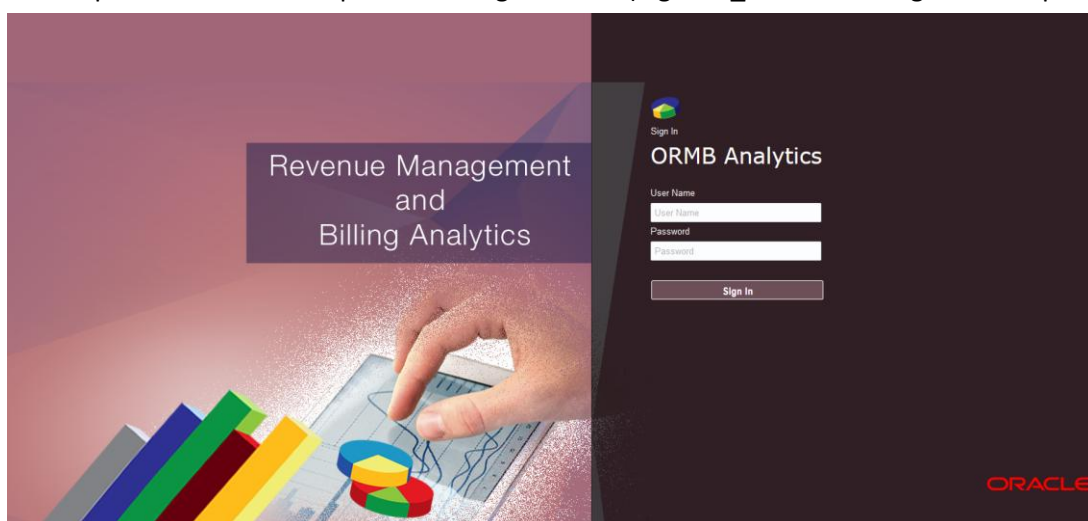 Revenue Management
and
Billing Analytics
Sign In
ORMB Analytics
User Name
User Name
Password
Password
Sign In
ORACLE